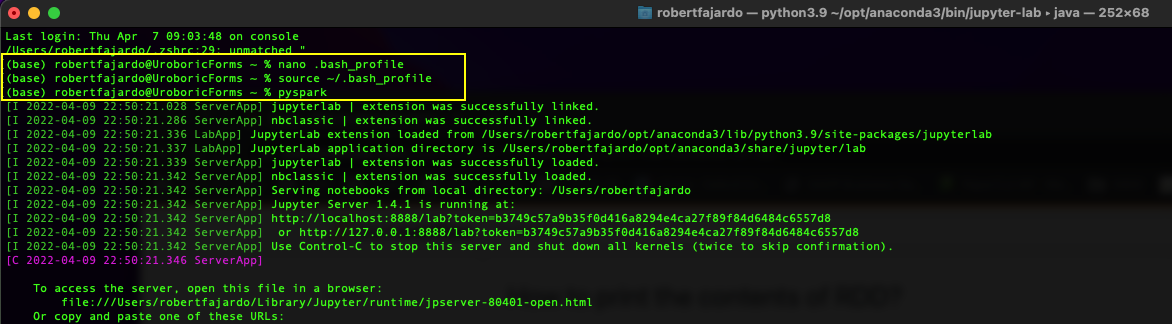 robertfajardo — python3.9 ~/opt/anaconda3/bin/jupyter-lab ▸ java — 252×68
Last login: Thu Apr  7 09:03:48 on console
/Users/robertfajardo/.zshrc:29: unmatched "
(base) robertfajardo@UroboricForms ~ % nano .bash_profile
(base) robertfajardo@UroboricForms ~ % source ~/.bash_profile
(base) robertfajardo@UroboricForms ~ % pyspark
[I 2022-04-09 22:50:21.028 ServerApp] jupyterlab | extension was successfully linked.
[I 2022-04-09 22:50:21.286 ServerApp] nbclassic | extension was successfully linked.
[I 2022-04-09 22:50:21.336 LabApp] JupyterLab extension loaded from /Users/robertfajardo/opt/anaconda3/lib/python3.9/site-packages/jupyterlab
[I 2022-04-09 22:50:21.337 LabApp] JupyterLab application directory is /Users/robertfajardo/opt/anaconda3/share/jupyter/lab
[I 2022-04-09 22:50:21.339 ServerApp] jupyterlab | extension was successfully loaded.
[I 2022-04-09 22:50:21.342 ServerApp] nbclassic | extension was successfully loaded.
[I 2022-04-09 22:50:21.342 ServerApp] Serving notebooks from local directory: /Users/robertfajardo
[I 2022-04-09 22:50:21.342 ServerApp] Jupyter Server 1.4.1 is running at:
[I 2022-04-09 22:50:21.342 ServerApp] http://localhost:8888/lab?token=b3749c57a9b35f0d416a8294e4ca27f89f84d6484c6557d8
[I 2022-04-09 22:50:21.342 ServerApp]  or http://127.0.0.1:8888/lab?token=b3749c57a9b35f0d416a8294e4ca27f89f84d6484c6557d8
[I 2022-04-09 22:50:21.342 ServerApp] Use Control-C to stop this server and shut down all kernels (twice to skip confirmation).
[C 2022-04-09 22:50:21.346 ServerApp]
To access the server, open this file in a browser:
file:///Users/robertfajardo/Library/Jupyter/runtime/jpserver-80401-open.html
Or copy and paste one of these URLs: